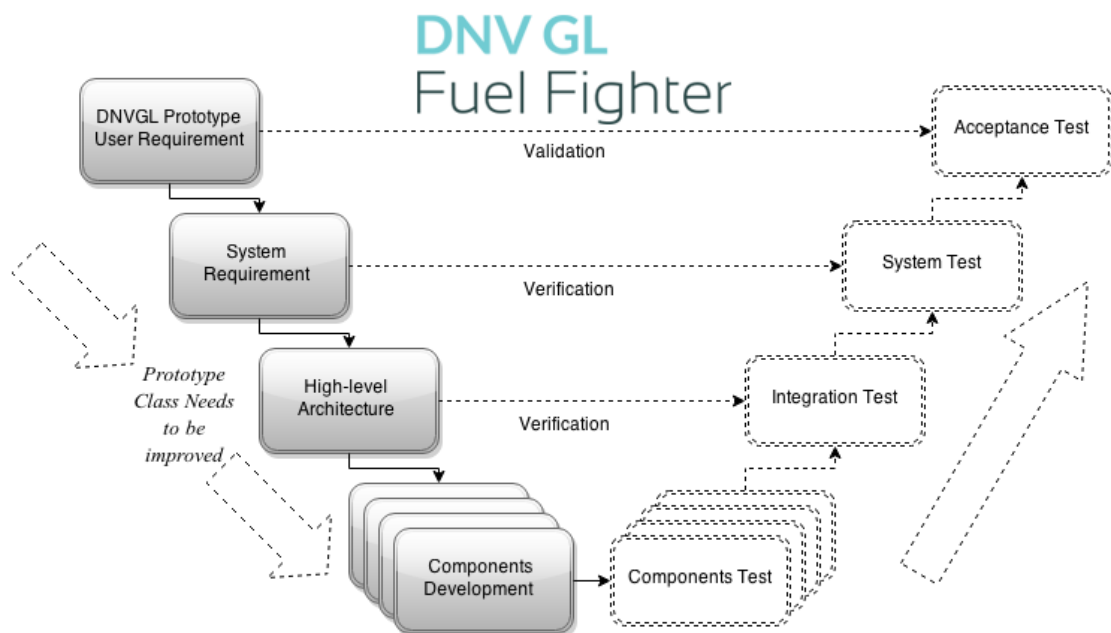 DNV GL
Fuel Fighter
DNVGL Prototype
User Requirement
Acceptance Test
Validation
System
Requirement
System Test
Verification
Prototype
Class Needs
to be
improved
High-level
Architecture
Integration Test
Verification
Components
Development
Components Test